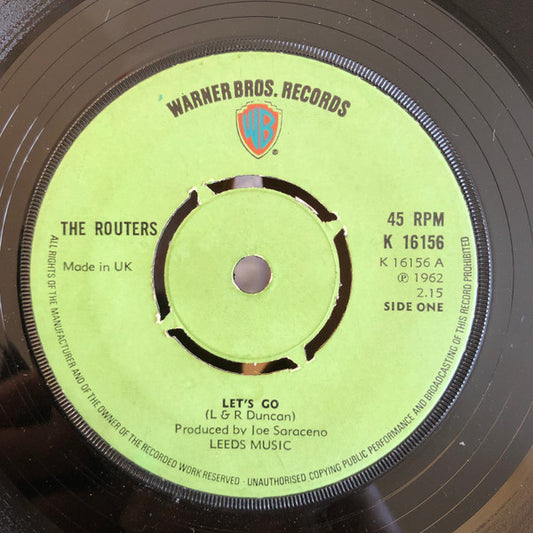 WARNER BROS. RECORDS
WB
®
THE ROUTERS
Made in UK
45 RPM
K 16156
K 16156 A
℗ 1962
2.15
SIDE ONE
LET'S GO
(L & R Duncan)
Produced by Joe Saraceno
LEEDS MUSIC
ALL RIGHTS OF THE MANUFACTURER AND OF THE OWNER OF THE RECORDED WORK RESERVED · UNAUTHORISED COPYING PUBLIC PERFORMANCE AND BROADCASTING OF THIS RECORD PROHIBITED